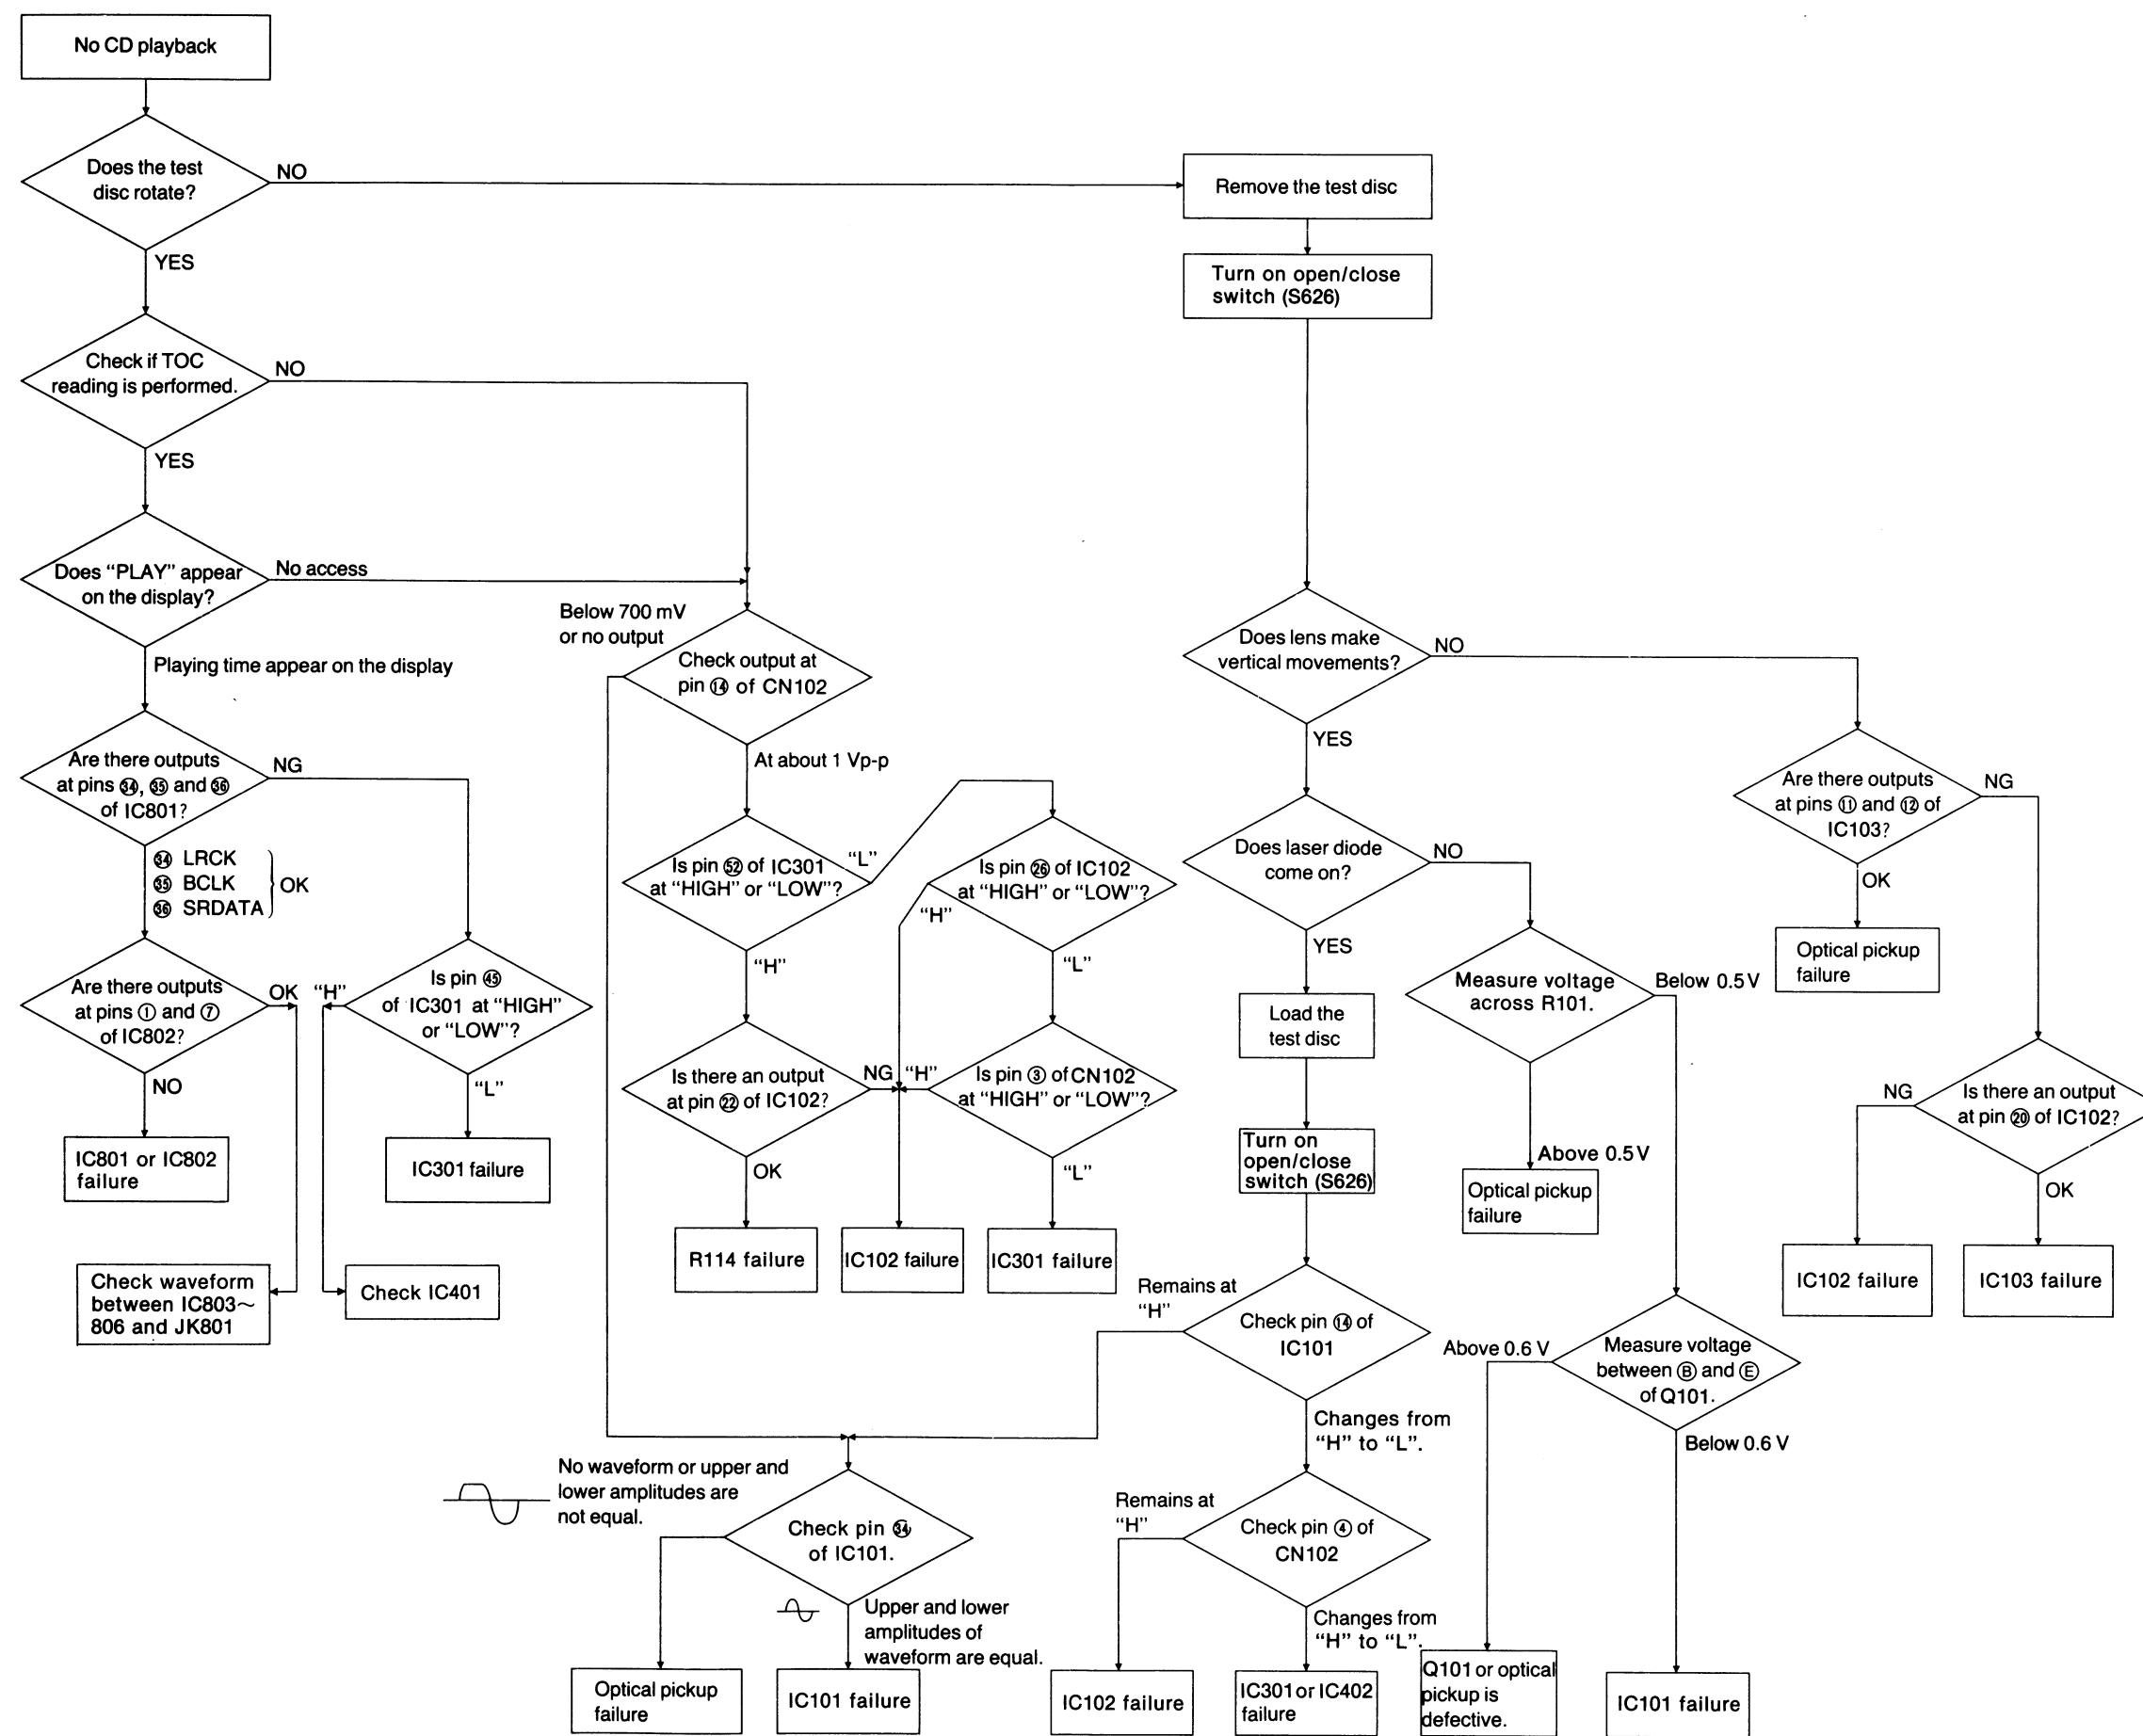 No CD playback
Does the test
disc rotate?
NO
YES
Remove the test disc
Turn on open/close
switch (S626)
Check if TOC
reading is performed.
NO
YES
Does “PLAY” appear
on the display?
No access
Playing time appear on the display
Below 700 mV
or no output
Check output at
pin ⑭ of CN102
At about 1 Vp-p
Does lens make
vertical movements?
NO
YES
Are there outputs
at pins ㉞, ㉟ and ㊱
of IC801?
NG
㉞ LRCK
㉟ BCLK
㊱ SRDATA
OK
Is pin 52 of IC301
at “HIGH” or “LOW”?
“L”
“H”
Is pin ㉖ of IC102
at “HIGH” or “LOW”?
“H”
“L”
Does laser diode
come on?
NO
YES
Are there outputs
at pins ⑪ and ⑫ of
IC103?
NG
OK
Optical pickup
failure
Are there outputs
at pins ① and ⑦
of IC802?
OK
NO
Is pin ㊺
of IC301 at “HIGH”
or “LOW”?
“H”
“L”
IC801 or IC802
failure
IC301 failure
Check waveform
between IC803～
806 and JK801
Check IC401
Is there an output
at pin ㉒ of IC102?
NG
OK
Is pin ③ of CN102
at “HIGH” or “LOW”?
“H”
“L”
R114 failure
IC102 failure
IC301 failure
Load the
test disc
Turn on
open/close
switch (S626)
Measure voltage
across R101.
Below 0.5 V
Above 0.5 V
Optical pickup
failure
Is there an output
at pin ⑳ of IC102?
NG
OK
IC102 failure
IC103 failure
Remains at
“H”
Check pin ⑭ of
IC101
Changes from
“H” to “L”.
Above 0.6 V
Measure voltage
between Ⓑ and Ⓔ
of Q101.
Below 0.6 V
No waveform or upper and
lower amplitudes are
not equal.
Check pin ㉞
of IC101.
Upper and lower
amplitudes of
waveform are equal.
Remains at
“H”
Check pin ④ of
CN102
Changes from
“H” to “L”.
Optical pickup
failure
IC101 failure
IC102 failure
IC301 or IC402
failure
Q101 or optical
pickup is
defective.
IC101 failure